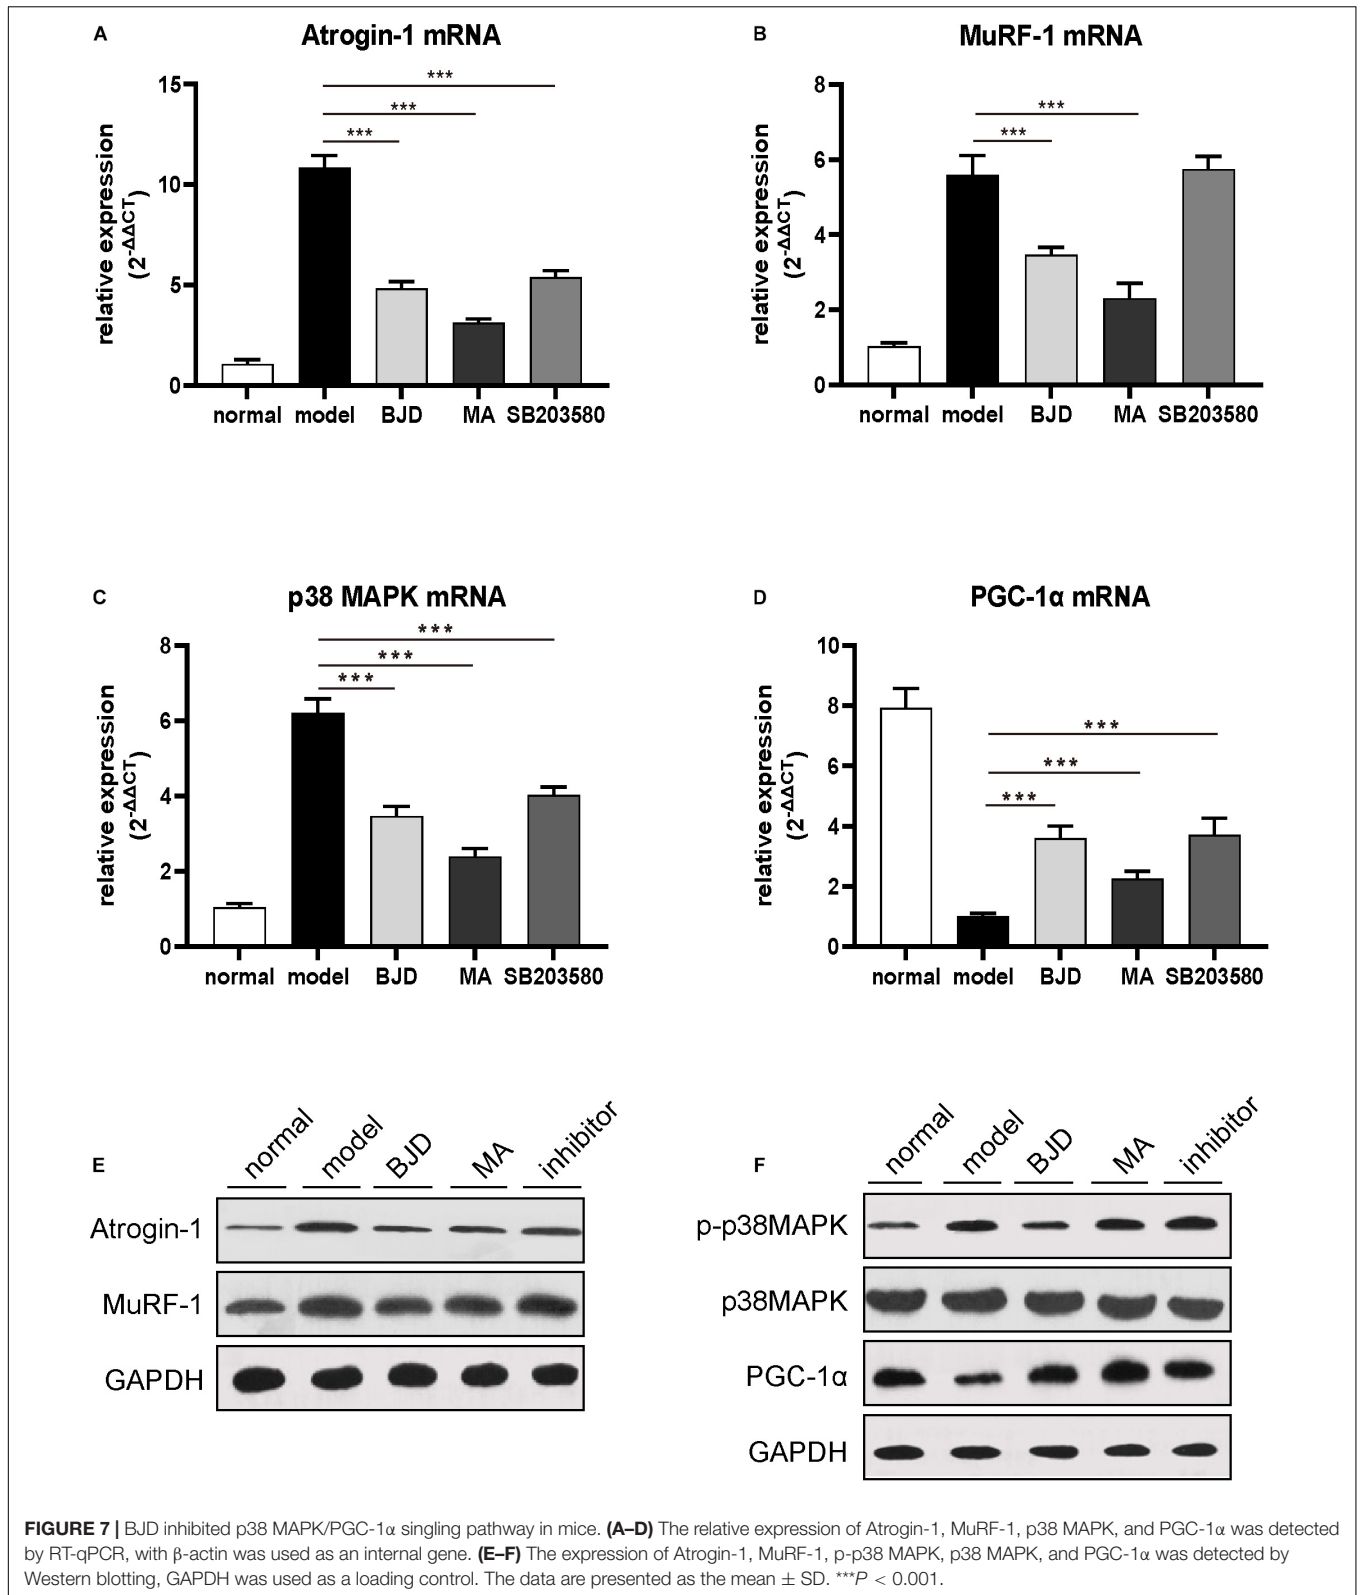 A
Atrogin-1 mRNA
relative expression
(2-ΔΔCT)
15
10
5
0
***
***
***
normal model BJD MA SB203580
B
MuRF-1 mRNA
relative expression
(2-ΔΔCT)
8
6
4
2
0
***
***
normal model BJD MA SB203580
C
p38 MAPK mRNA
relative expression
(2-ΔΔCT)
8
6
4
2
0
***
***
***
normal model BJD MA SB203580
D
PGC-1α mRNA
relative expression
(2-ΔΔCT)
10
8
6
4
2
0
***
***
***
normal model BJD MA SB203580
E
normal model BJD MA inhibitor
Atrogin-1
MuRF-1
GAPDH
F
normal model BJD MA inhibitor
p-p38MAPK
p38MAPK
PGC-1α
GAPDH
FIGURE 7 | BJD inhibited p38 MAPK/PGC-1α singling pathway in mice. (A–D) The relative expression of Atrogin-1, MuRF-1, p38 MAPK, and PGC-1α was detected
by RT-qPCR, with β-actin was used as an internal gene. (E–F) The expression of Atrogin-1, MuRF-1, p-p38 MAPK, p38 MAPK, and PGC-1α was detected by
Western blotting, GAPDH was used as a loading control. The data are presented as the mean ± SD. ***P < 0.001.